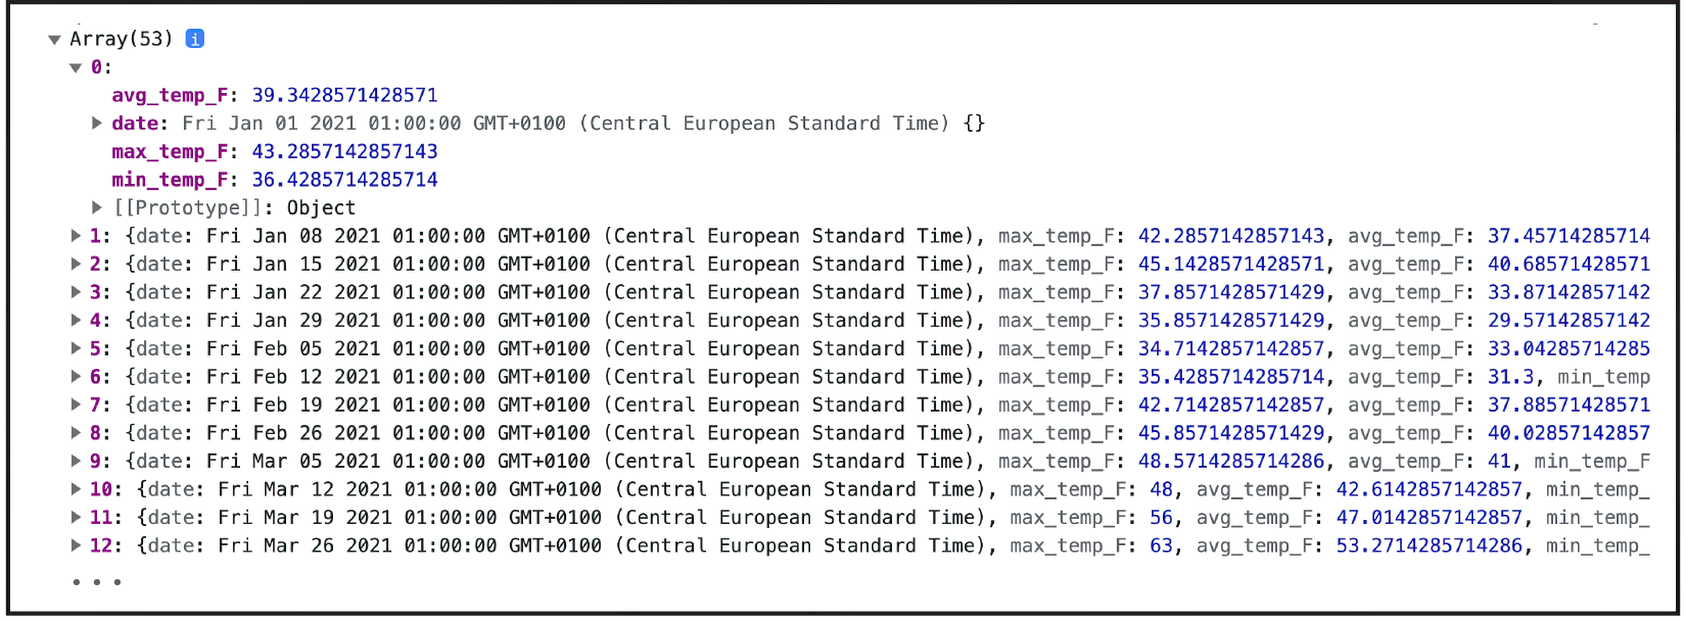 Array(53) i
0:
avg_temp_F: 39.3428571428571
date: Fri Jan 01 2021 01:00:00 GMT+0100 (Central European Standard Time) {}
max_temp_F: 43.2857142857143
min_temp_F: 36.4285714285714
[[Prototype]]: Object
1: {date: Fri Jan 08 2021 01:00:00 GMT+0100 (Central European Standard Time), max_temp_F: 42.2857142857143, avg_temp_F: 37.45714285714
2: {date: Fri Jan 15 2021 01:00:00 GMT+0100 (Central European Standard Time), max_temp_F: 45.1428571428571, avg_temp_F: 40.68571428571
3: {date: Fri Jan 22 2021 01:00:00 GMT+0100 (Central European Standard Time), max_temp_F: 37.8571428571429, avg_temp_F: 33.87142857142
4: {date: Fri Jan 29 2021 01:00:00 GMT+0100 (Central European Standard Time), max_temp_F: 35.8571428571429, avg_temp_F: 29.57142857142
5: {date: Fri Feb 05 2021 01:00:00 GMT+0100 (Central European Standard Time), max_temp_F: 34.7142857142857, avg_temp_F: 33.04285714285
6: {date: Fri Feb 12 2021 01:00:00 GMT+0100 (Central European Standard Time), max_temp_F: 35.4285714285714, avg_temp_F: 31.3, min_temp
7: {date: Fri Feb 19 2021 01:00:00 GMT+0100 (Central European Standard Time), max_temp_F: 42.7142857142857, avg_temp_F: 37.88571428571
8: {date: Fri Feb 26 2021 01:00:00 GMT+0100 (Central European Standard Time), max_temp_F: 45.8571428571429, avg_temp_F: 40.02857142857
9: {date: Fri Mar 05 2021 01:00:00 GMT+0100 (Central European Standard Time), max_temp_F: 48.5714285714286, avg_temp_F: 41, min_temp_F
10: {date: Fri Mar 12 2021 01:00:00 GMT+0100 (Central European Standard Time), max_temp_F: 48, avg_temp_F: 42.6142857142857, min_temp_
11: {date: Fri Mar 19 2021 01:00:00 GMT+0100 (Central European Standard Time), max_temp_F: 56, avg_temp_F: 47.0142857142857, min_temp_
12: {date: Fri Mar 26 2021 01:00:00 GMT+0100 (Central European Standard Time), max_temp_F: 63, avg_temp_F: 53.2714285714286, min_temp_
...